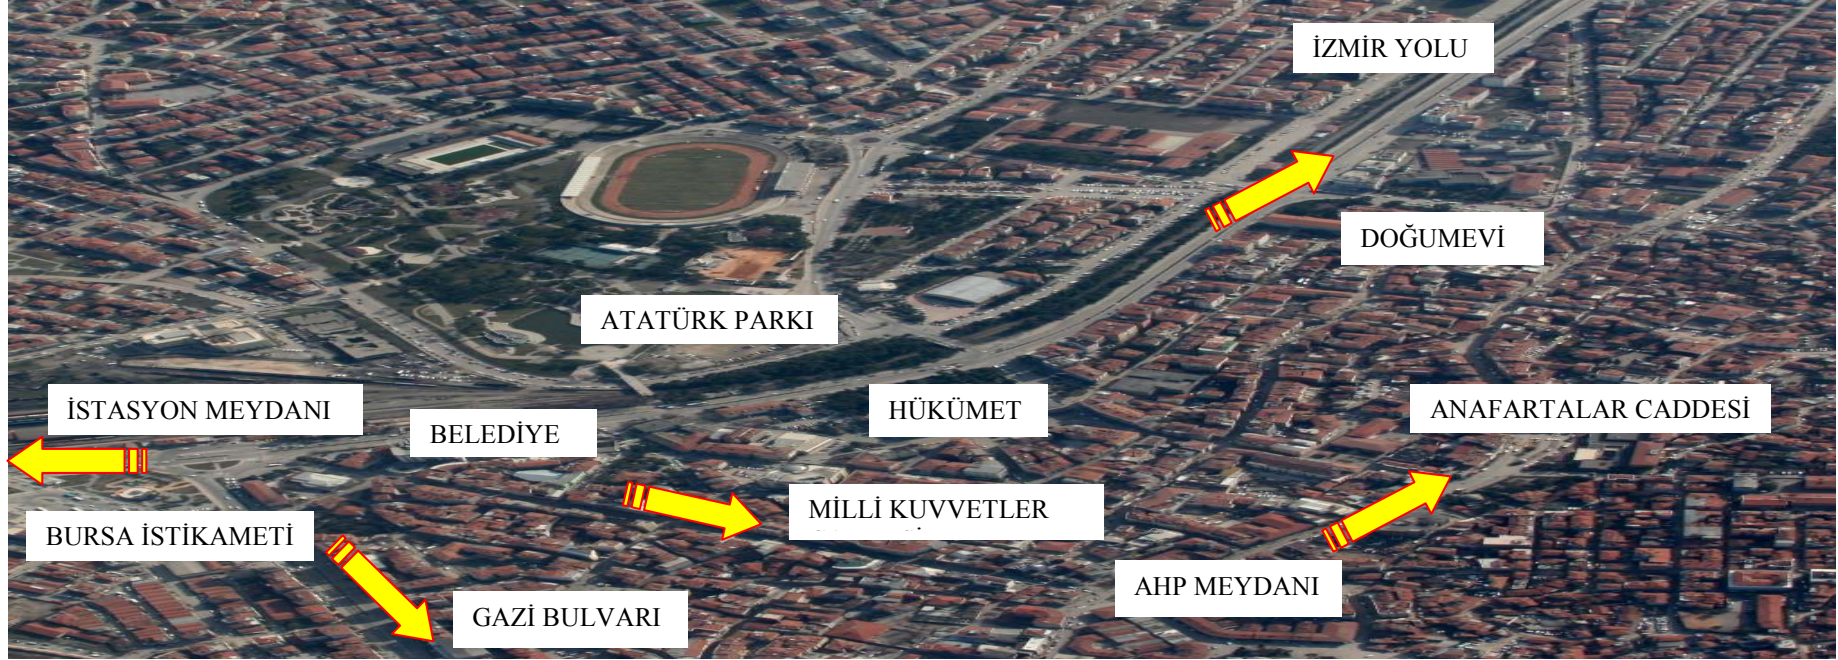 İZMİR YOLU
DOĞUMEVİ
ATATÜRK PARKI
İSTASYON MEYDANI
BELEDİYE
HÜKÜMET
ANAFARTALAR CADDESİ
MİLLİ KUVVETLER
BURSA İSTİKAMETİ
AHP MEYDANI
GAZİ BULVARI